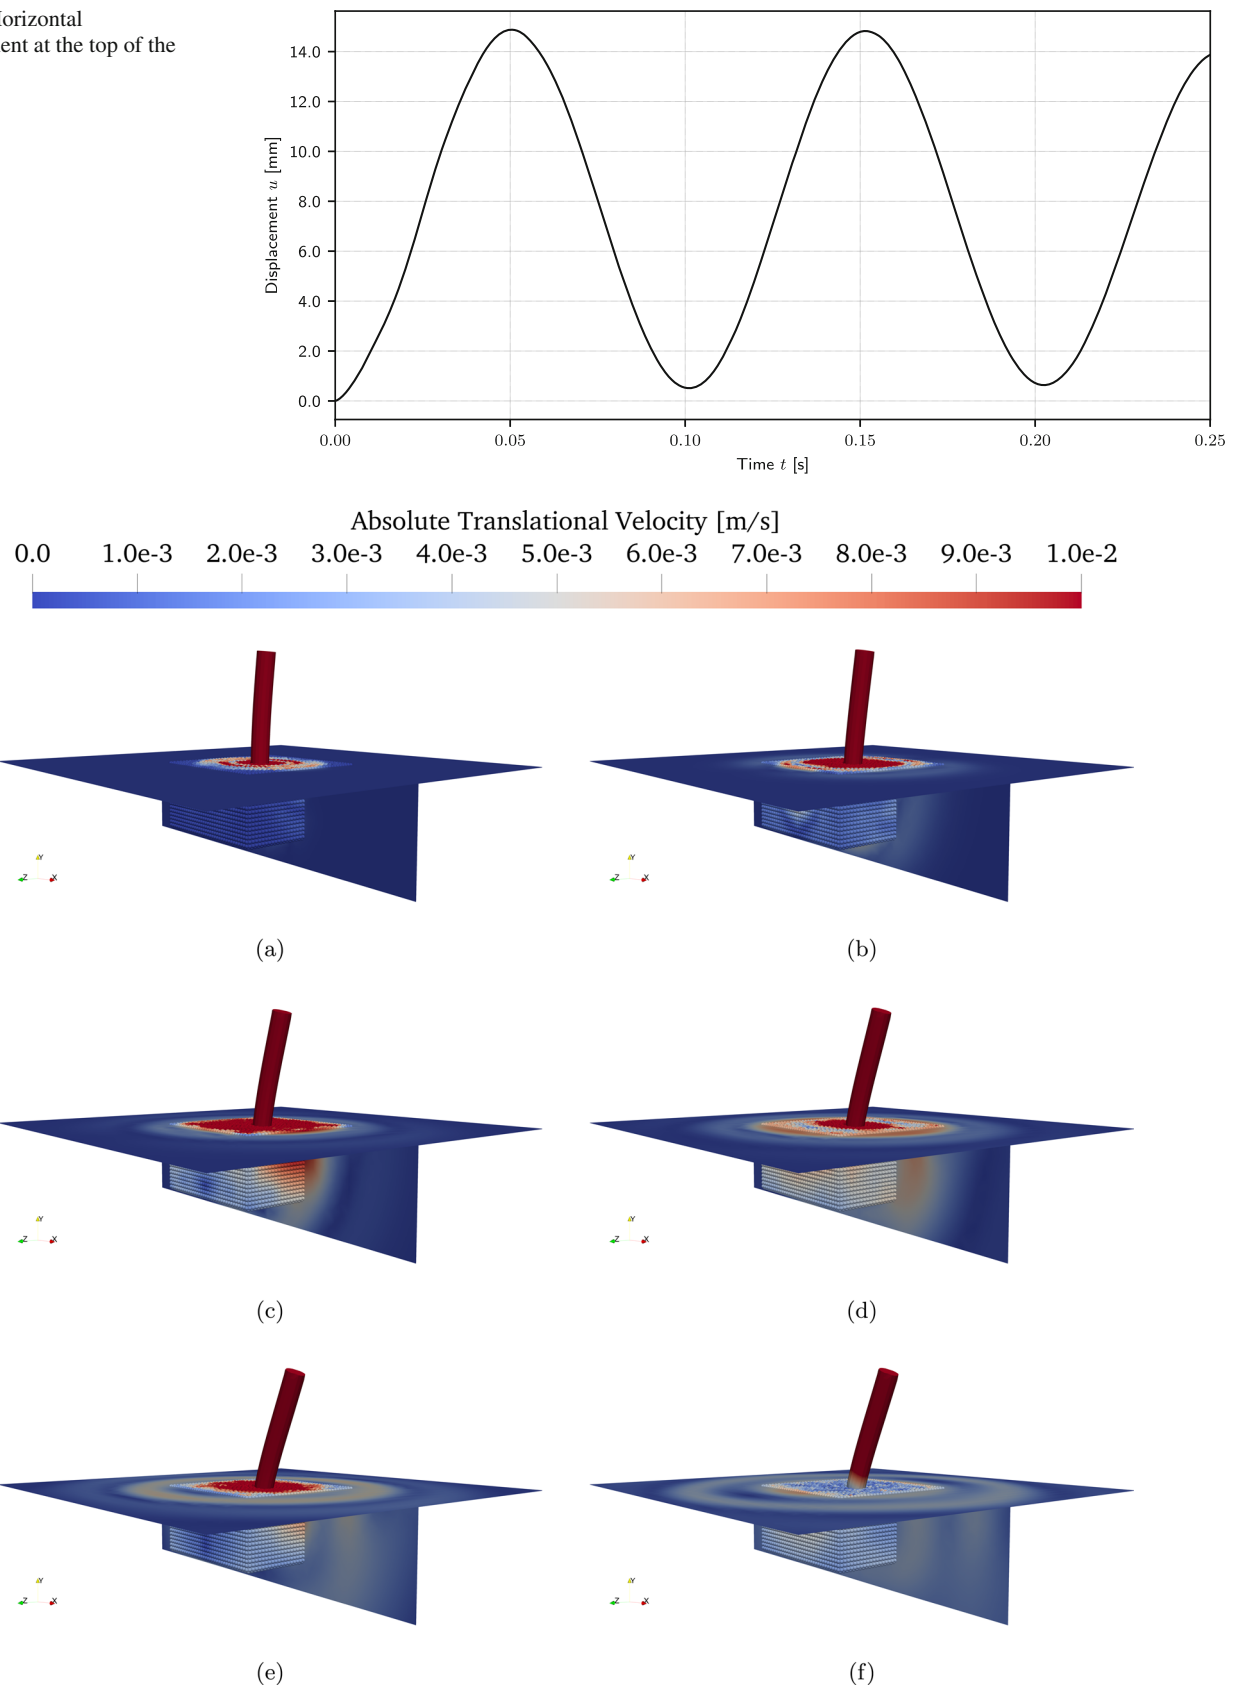 ent at the top of the
14.0
12.0
10.0
8.0
6.0
4.0
2.0
0.0
Displacement u [mm]
0.00 0.05 0.10 0.15 0.20 0.25
Time t [s]
Absolute Translational Velocity [m/s]
0.0 1.0e-3 2.0e-3 3.0e-3 4.0e-3 5.0e-3 6.0e-3 7.0e-3 8.0e-3 9.0e-3 1.0e-2
Y
Z X
Y
Z X
(a) (b)
Y
Z X
Y
Z X
(c) (d)
Y
Z X
Y
Z X
(e) (f)